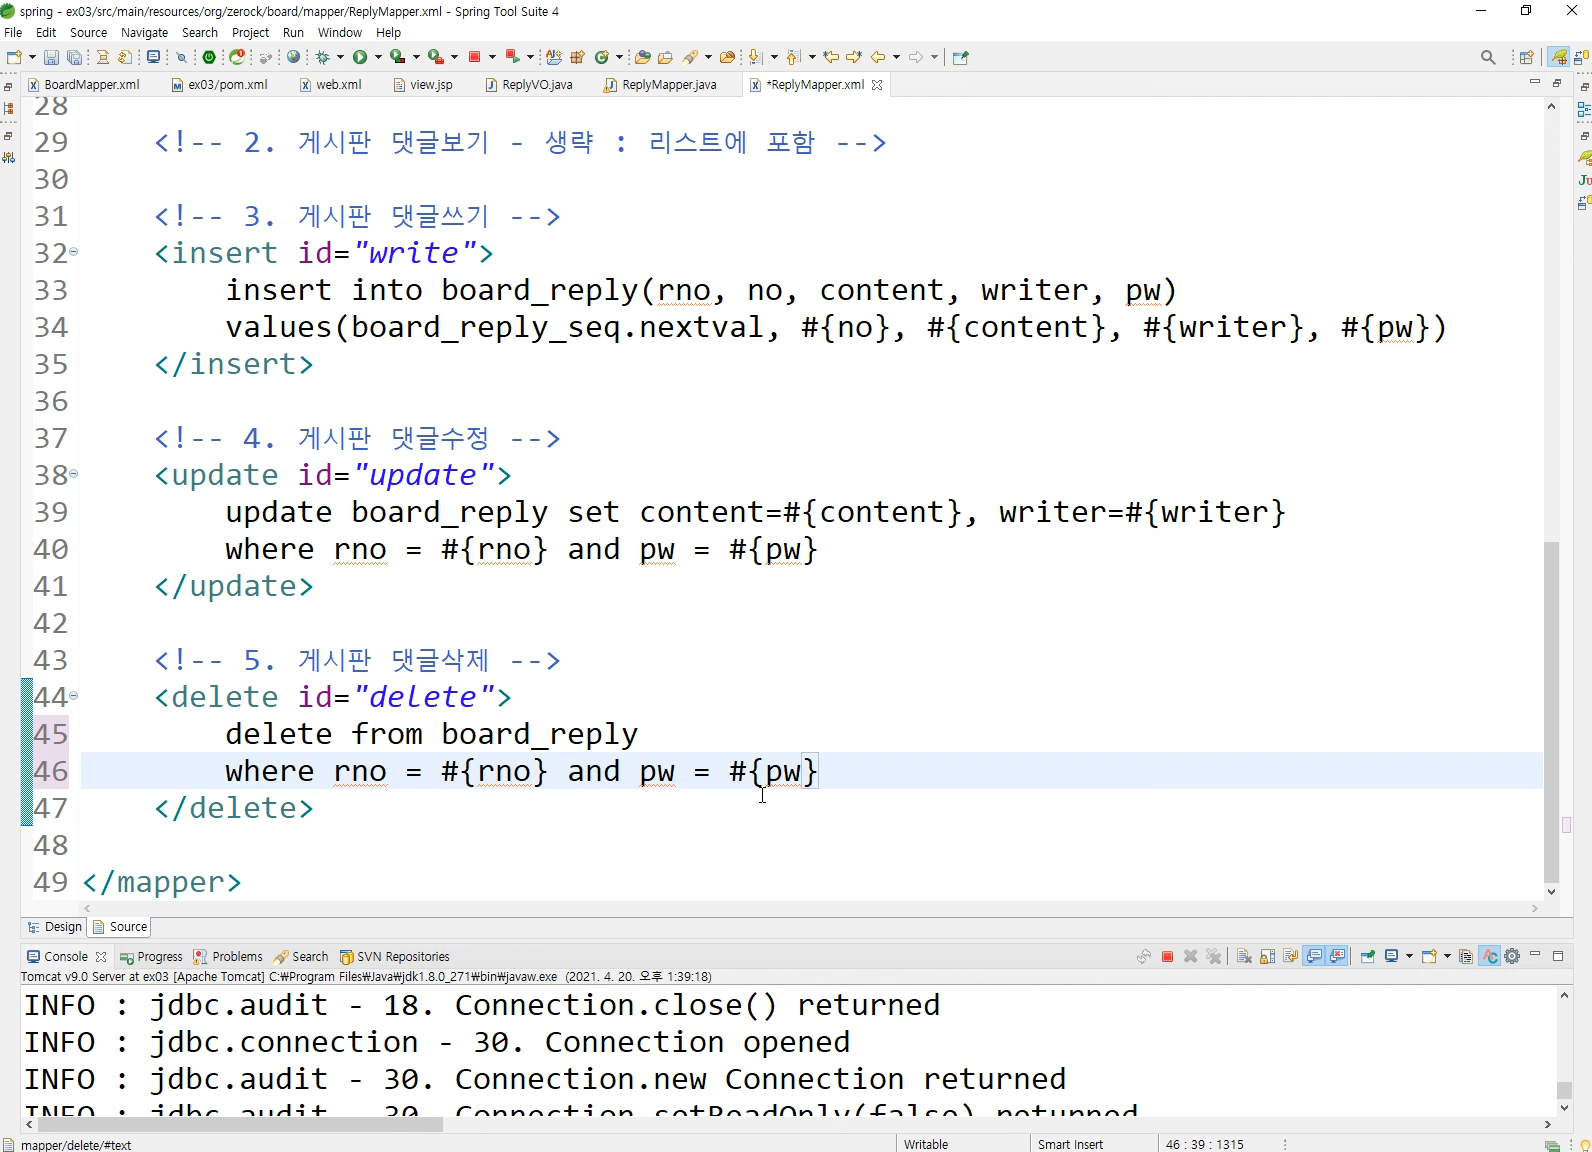 spring - ex03/src/main/resources/org/zerock/board/mapper/ReplyMapper.xml - Spring Tool Suite 4
File Edit Source Navigate Search Project Run Window Help
BoardMapper.xml ex03/pom.xml web.xml view.jsp ReplyVO.java ReplyMapper.java *ReplyMapper.xml
28
29 <!-- 2. 게시판 댓글보기 - 생략 : 리스트에 포함 -->
30
31 <!-- 3. 게시판 댓글쓰기 -->
32 <insert id="write">
33 insert into board_reply(rno, no, content, writer, pw)
34 values(board_reply_seq.nextval, #{no}, #{content}, #{writer}, #{pw})
35 </insert>
36
37 <!-- 4. 게시판 댓글수정 -->
38 <update id="update">
39 update board_reply set content=#{content}, writer=#{writer}
40 where rno = #{rno} and pw = #{pw}
41 </update>
42
43 <!-- 5. 게시판 댓글삭제 -->
44 <delete id="delete">
45 delete from board_reply
46 where rno = #{rno} and pw = #{pw}
47 </delete>
48
49 </mapper>
Design Source
Console Progress Problems Search SVN Repositories
Tomcat v9.0 Server at ex03 [Apache Tomcat] C:₩Program Files₩Java₩jdk1.8.0_271₩bin₩javaw.exe (2021. 4. 20. 오후 1:39:18)
INFO : jdbc.audit - 18. Connection.close() returned
INFO : jdbc.connection - 30. Connection opened
INFO : jdbc.audit - 30. Connection.new Connection returned
INFO : jdbc.audit - 30. Connection.setReadOnly(false) returned
mapper/delete/#text Writable Smart Insert 46 : 39 : 1315